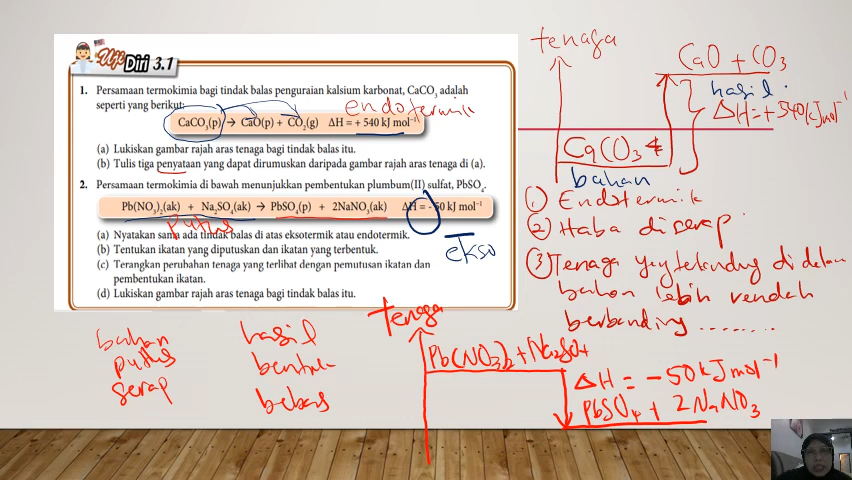 Uji Diri 3.1
1. Persamaan termokimia bagi tindak balas penguraian kalsium karbonat, CaCO₃ adalah
seperti yang berikut:
endotermik
CaCO₃(p) → CaO(p) + CO₂(g) ΔH = + 540 kJ mol⁻¹
(a) Lukiskan gambar rajah aras tenaga bagi tindak balas itu.
(b) Tulis tiga penyataan yang dapat dirumuskan daripada gambar rajah aras tenaga di (a).
2. Persamaan termokimia di bawah menunjukkan pembentukan plumbum(II) sulfat, PbSO₄.
Pb(NO₃)₂(ak) + Na₂SO₄(ak) → PbSO₄(p) + 2NaNO₃(ak) ΔH = -50 kJ mol⁻¹
putus
(a) Nyatakan sama ada tindak balas di atas eksotermik atau endotermik.
(b) Tentukan ikatan yang diputuskan dan ikatan yang terbentuk.
(c) Terangkan perubahan tenaga yang terlibat dengan pemutusan ikatan dan
pembentukan ikatan.
(d) Lukiskan gambar rajah aras tenaga bagi tindak balas itu.
ekso
tenaga
CaO + CO₃
hasil
ΔH = +540 kJ mol⁻¹
CaCO₃
bahan
① Endotermik
② Haba diserap
③ Tenaga yg terkandung di dalam
bahan lebih rendah
berbanding ........
bahan hasil
putus bentuk
serap bebas
tenaga
Pb(NO₃)₂ + Na₂SO₄
ΔH = -50 kJ mol⁻¹
PbSO₄ + 2NaNO₃